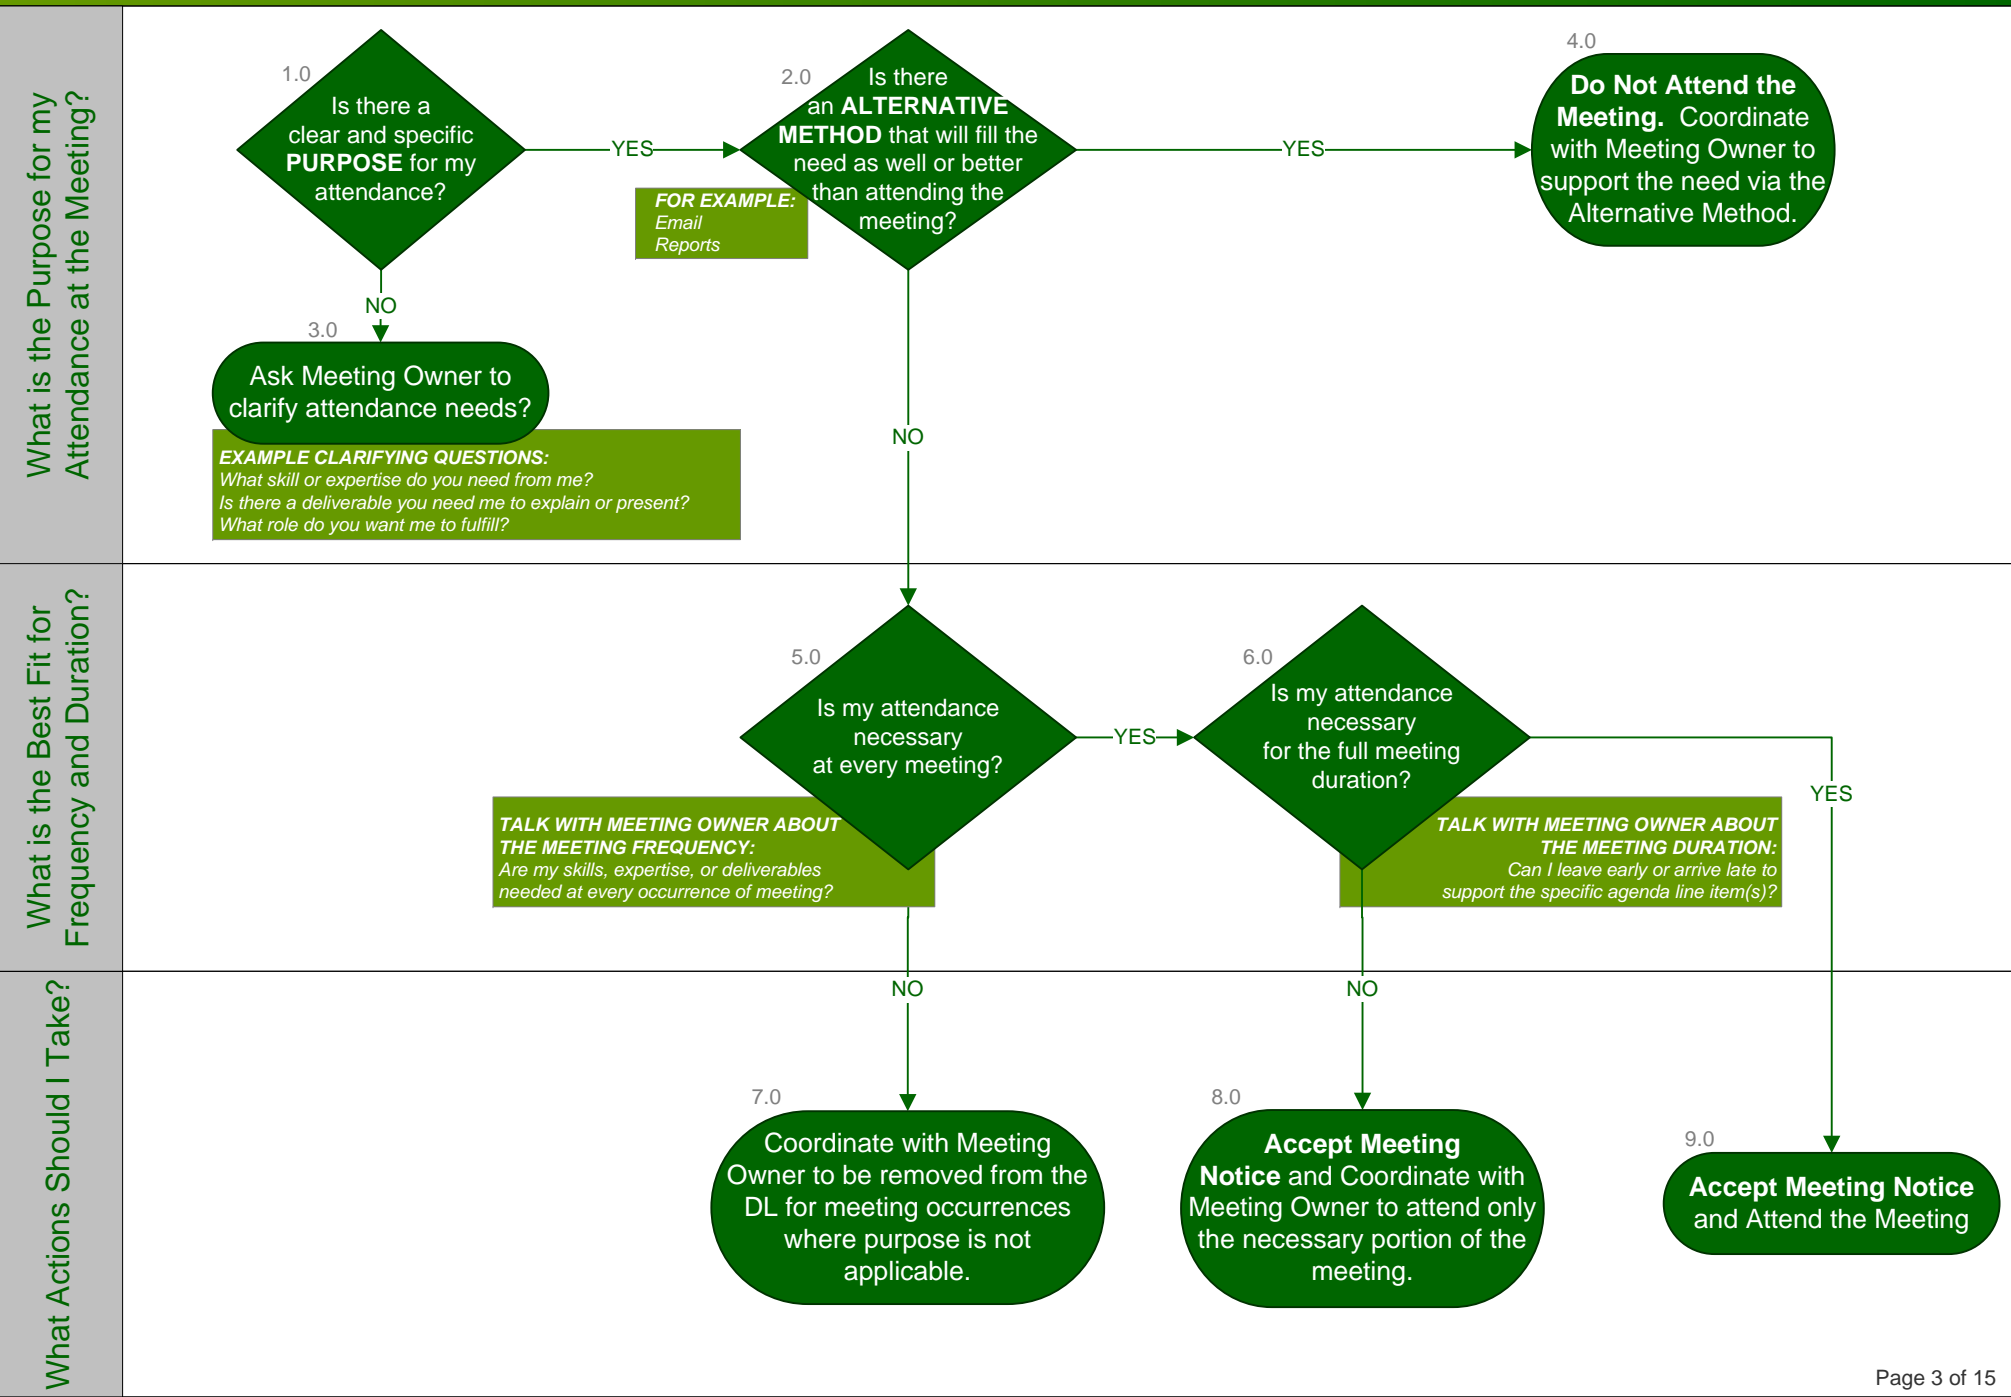 What is the Purpose for my
Attendance at the Meeting?
1.0
Is there a
clear and specific
PURPOSE for my
attendance?
YES
2.0
Is there
an ALTERNATIVE
METHOD that will fill the
need as well or better
than attending the
meeting?
FOR EXAMPLE:
Email
Reports
YES
4.0
Do Not Attend the
Meeting.  Coordinate
with Meeting Owner to
support the need via the
Alternative Method.
NO
3.0
Ask Meeting Owner to
clarify attendance needs?
EXAMPLE CLARIFYING QUESTIONS:
What skill or expertise do you need from me?
Is there a deliverable you need me to explain or present?
What role do you want me to fulfill?
NO
What is the Best Fit for
Frequency and Duration?
5.0
Is my attendance
necessary
at every meeting?
TALK WITH MEETING OWNER ABOUT
THE MEETING FREQUENCY:
Are my skills, expertise, or deliverables
needed at every occurrence of meeting?
YES
6.0
Is my attendance
necessary
for the full meeting
duration?
TALK WITH MEETING OWNER ABOUT
THE MEETING DURATION:
Can I leave early or arrive late to
support the specific agenda line item(s)?
YES
What Actions Should I Take?
NO
NO
7.0
Coordinate with Meeting
Owner to be removed from the
DL for meeting occurrences
where purpose is not
applicable.
8.0
Accept Meeting
Notice and Coordinate with
Meeting Owner to attend only
the necessary portion of the
meeting.
9.0
Accept Meeting Notice
and Attend the Meeting
Page 3 of 15